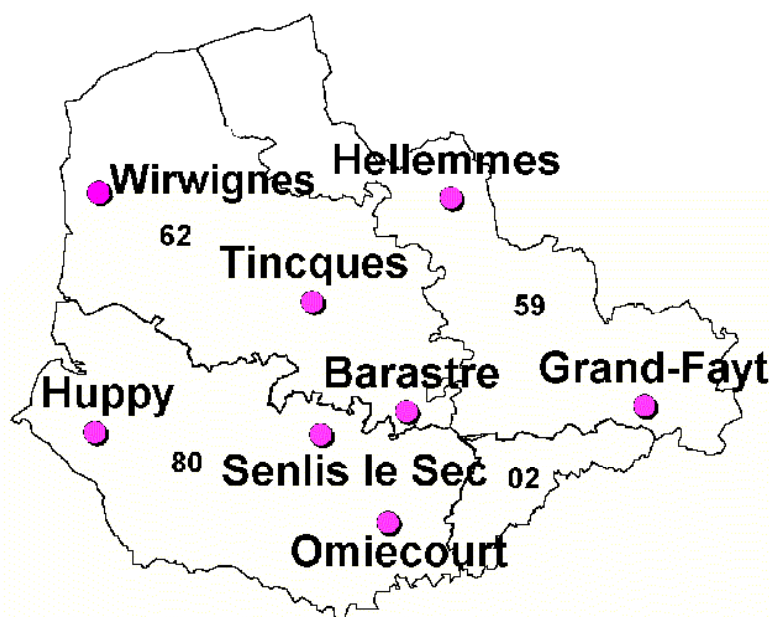 Hellemmes
Wirwignes
62
Tincques
59
Barastre
Grand-Fayt
Huppy
80
Senlis le Sec
02
Omiecourt